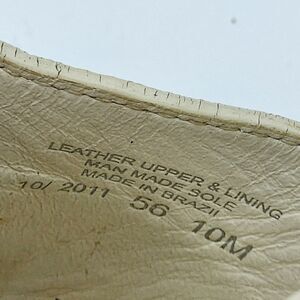 LEATHER UPPER & LINING
MAN MADE SOLE
MADE IN BRAZIL
10/ 2011 56 10M